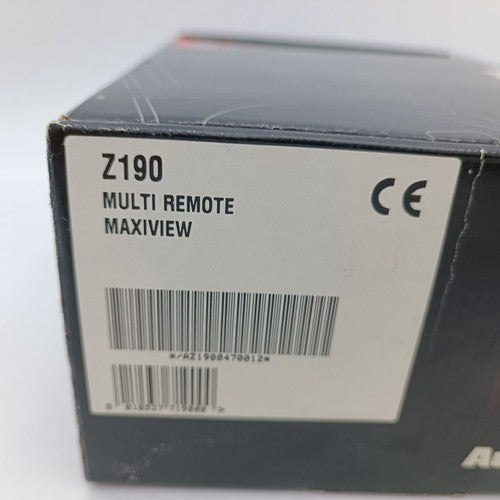 Z190
MULTI REMOTE
MAXIVIEW
CE
*/AZ1900470012*